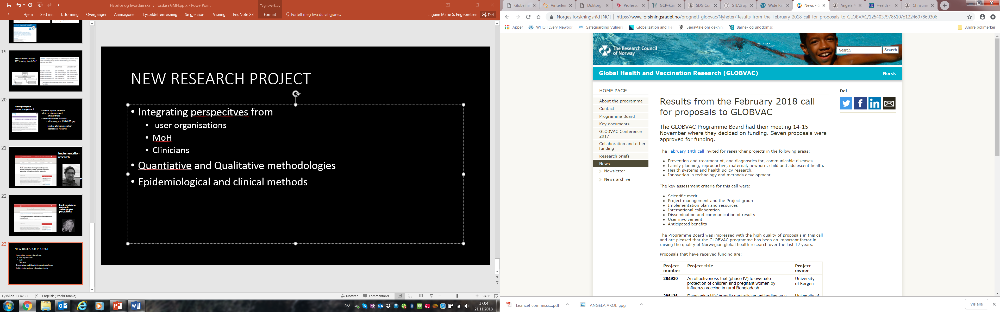 Hvorfor og hvordan skal vi forske i GMH.pptx - PowerPoint
Tegneverktøy
Fil Hjem Sett inn Utforming Overganger Animasjoner Lysbildefremvisning Se gjennom Visning EndNote X8 Format Fortell meg hva du vil gjøre... Ingunn Marie S. Engebretsen Del
global mental health
19
Results from an clinic
RCT training in mhGAP
20
Public policy and
research response II
-> Health system research
-> Intervention research
- efficacy trials
-> Implementation research
- addressing the KNOW-DO gap
- Studies of implementation
- operational research
21
Implementation
research
22
Implementation
Research
-ethnographic
perspectives
Christine Ødegaard: Medication free treatment
23
NEW RESEARCH PROJECT
• Integrating perspecitves from
• user organisations
• MoH
• Clinicians
• Quantiative and Qualitative methodologies
• Epidemiological and clinical methods
NEW RESEARCH PROJECT
• Integrating perspecitves from
• user organisations
• MoH
• Clinicians
• Quantiative and Qualitative methodologies
• Epidemiological and clinical methods
Lysbilde 23 av 23 Engelsk (Storbritannia) Notater Kommentarer 94 %
NO 17:04
21.11.2018
Globalme Vinterlei Doktorgr Professo GCP-kur SDG Con STIAS ap Wide Ra News - G Angela A Health - Christine
Norges forskningsråd [NO] | https://www.forskningsradet.no/prognett-globvac/Nyheter/Results_from_the_February_2018_call_for_proposals_to_GLOBVAC/1254037978510/p1224697869306
Apper WHO | Every Newbor Safeguarding Vulnera Globalization and He Særavtale om deknin Barne- og ungdomsp Andre bokmerker
The Research Council
of Norway
Search Search
Global Health and Vaccination Research (GLOBVAC) Norsk
HOME PAGE
About the programme
Contact
Programme Board
Key documents
GLOBVAC Conference
2017
Collaboration and other
funding
Research briefs
News
Newsletter
News archive
Results from the February 2018 call
for proposals to GLOBVAC
The GLOBVAC Programme Board had their meeting 14-15
November where they decided on funding. Seven proposals were
approved for funding.
The February 14th call invited for researcher projects in the following areas:
• Prevention and treatment of, and diagnostics for, communicable diseases.
• Family planning, reproductive, maternal, newborn, child and adolescent health.
• Health systems and health policy research.
• Innovation in technology and methods development.
The key assessment criteria for this call were:
• Scientific merit
• Project management and the Project group
• Implementation plan and resources
• International collaboration
• Dissemination and communication of results
• User involvement
• Anticipated benefits
The Programme Board was impressed with the high quality of proposals in this call
and are pleased that the GLOBVAC programme has been an important factor in
raising the quality of Norwegian global health research over the last 12 years.
Proposals that have received funding are;
Project Project title Project
number owner
284930 An effectiveness trial (phase IV) to evaluate University
protection of children and pregnant women by of Bergen
influenza vaccine in rural Bangladesh
285136 Developing HIV broadly neutralising antibodies as a University of
Del
Leancet commissi....pdf ANGELA AKOL_.jpg Vis alle